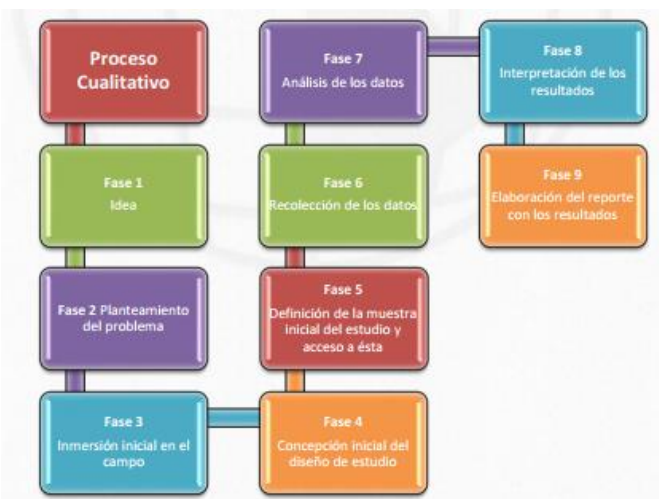 Proceso
Cualitativo
Fase 1
Idea
Fase 2 Planteamiento
del problema
Fase 3
Inmersión inicial en el
campo
Fase 4
Concepción inicial del
diseño de estudio
Fase 5
Definición de la muestra
inicial del estudio y
acceso a ésta
Fase 6
Recolección de los datos
Fase 7
Análisis de los datos
Fase 8
Interpretación de los
resultados
Fase 9
Elaboración del reporte
con los resultados